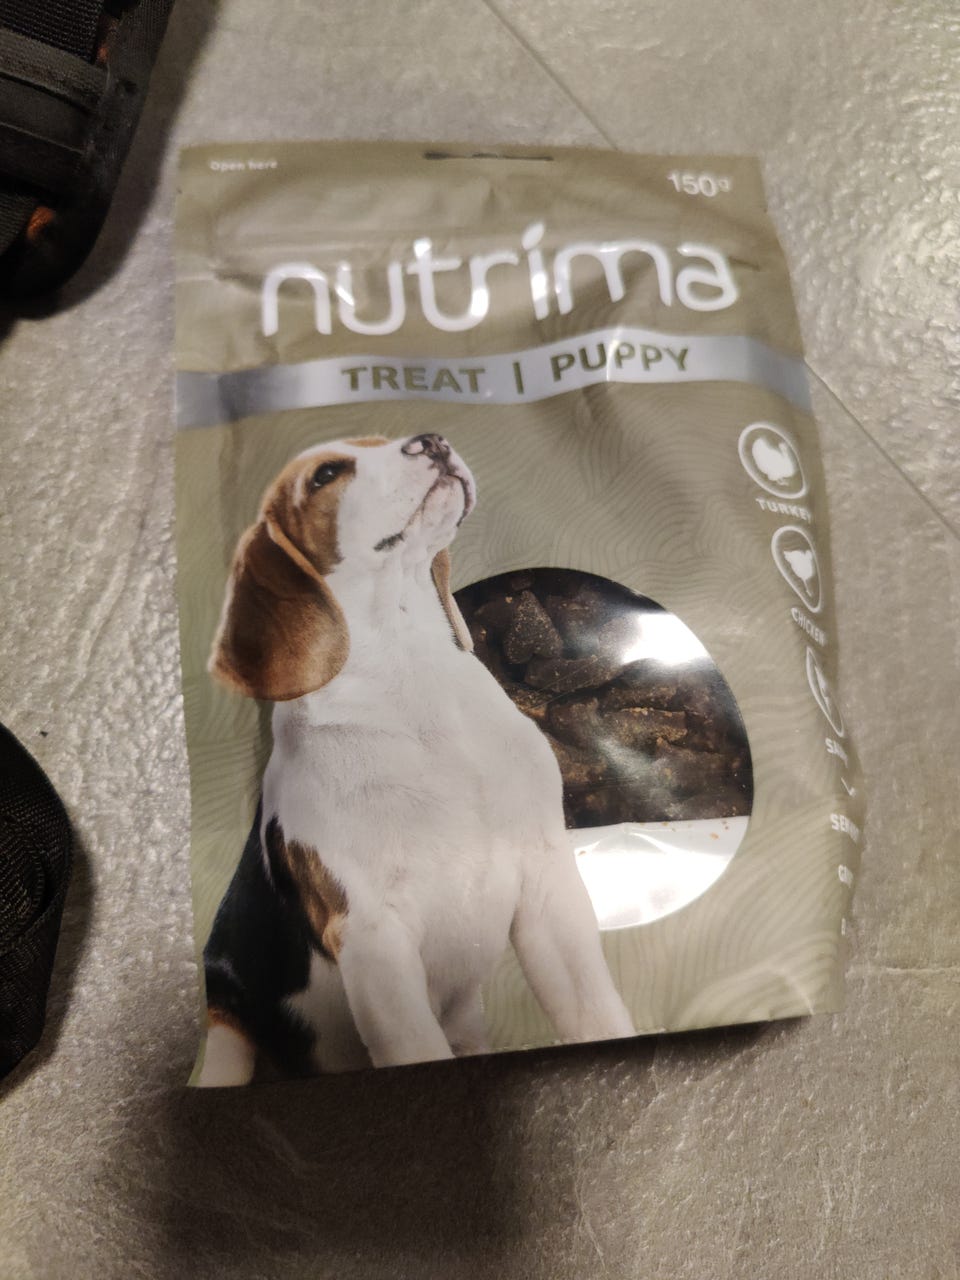 Open here
150g
nutrima
TREAT | PUPPY
TURKEY
CHICKEN